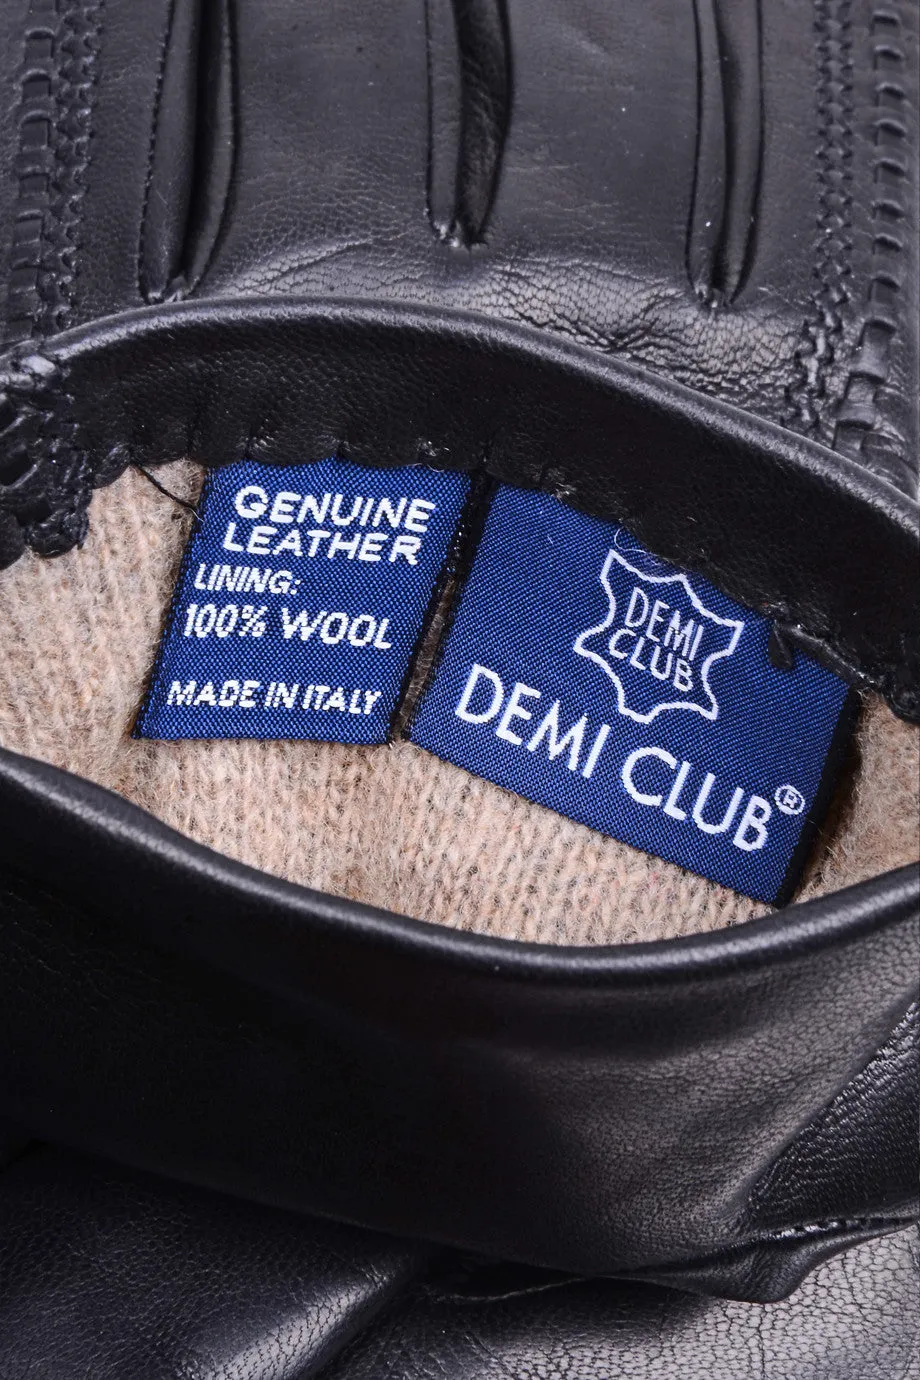 GENUINE
LEATHER
LINING:
100% WOOL
MADE IN ITALY
DEMI
CLUB
DEMI CLUB®